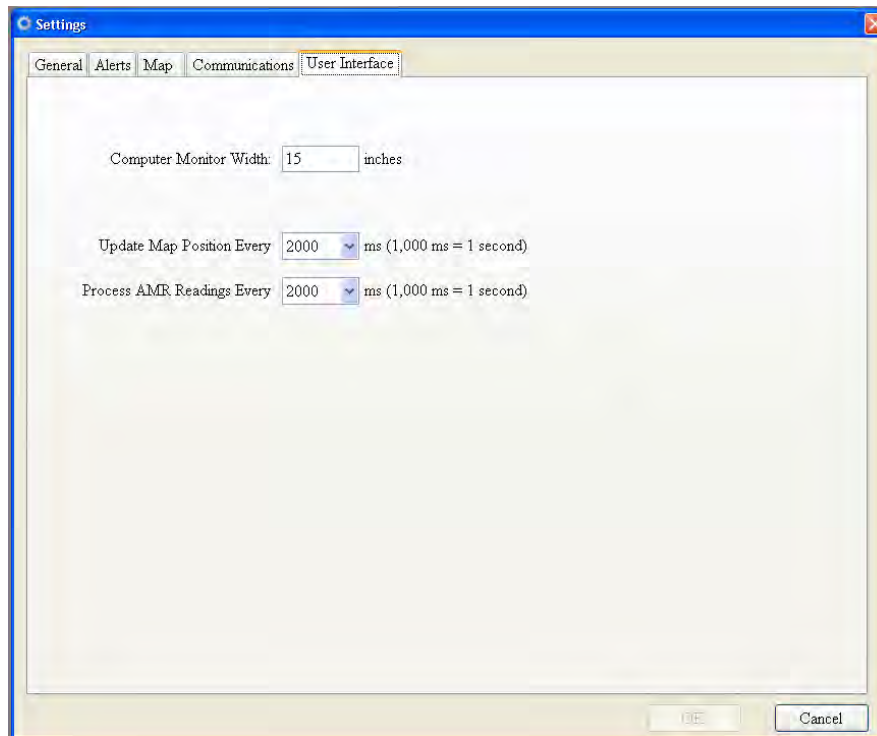 Settings
General Alerts Map Communications User Interface
Computer Monitor Width: 15 inches
Update Map Position Every 2000 ms (1,000 ms = 1 second)
Process AMR Readings Every 2000 ms (1,000 ms = 1 second)
Cancel